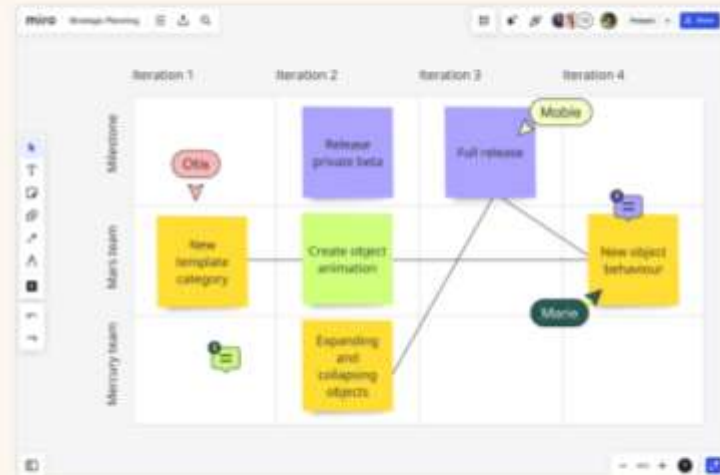 miro Strategic Planning
Iteration 1 Iteration 2 Iteration 3 Iteration 4
Milestone
Release
private beta
Full release
Mobie
Otis
Mars team
New
template
category
Create object
animation
New object
behaviour
Marie
Mercury team
Expanding
and
collapsing
objects